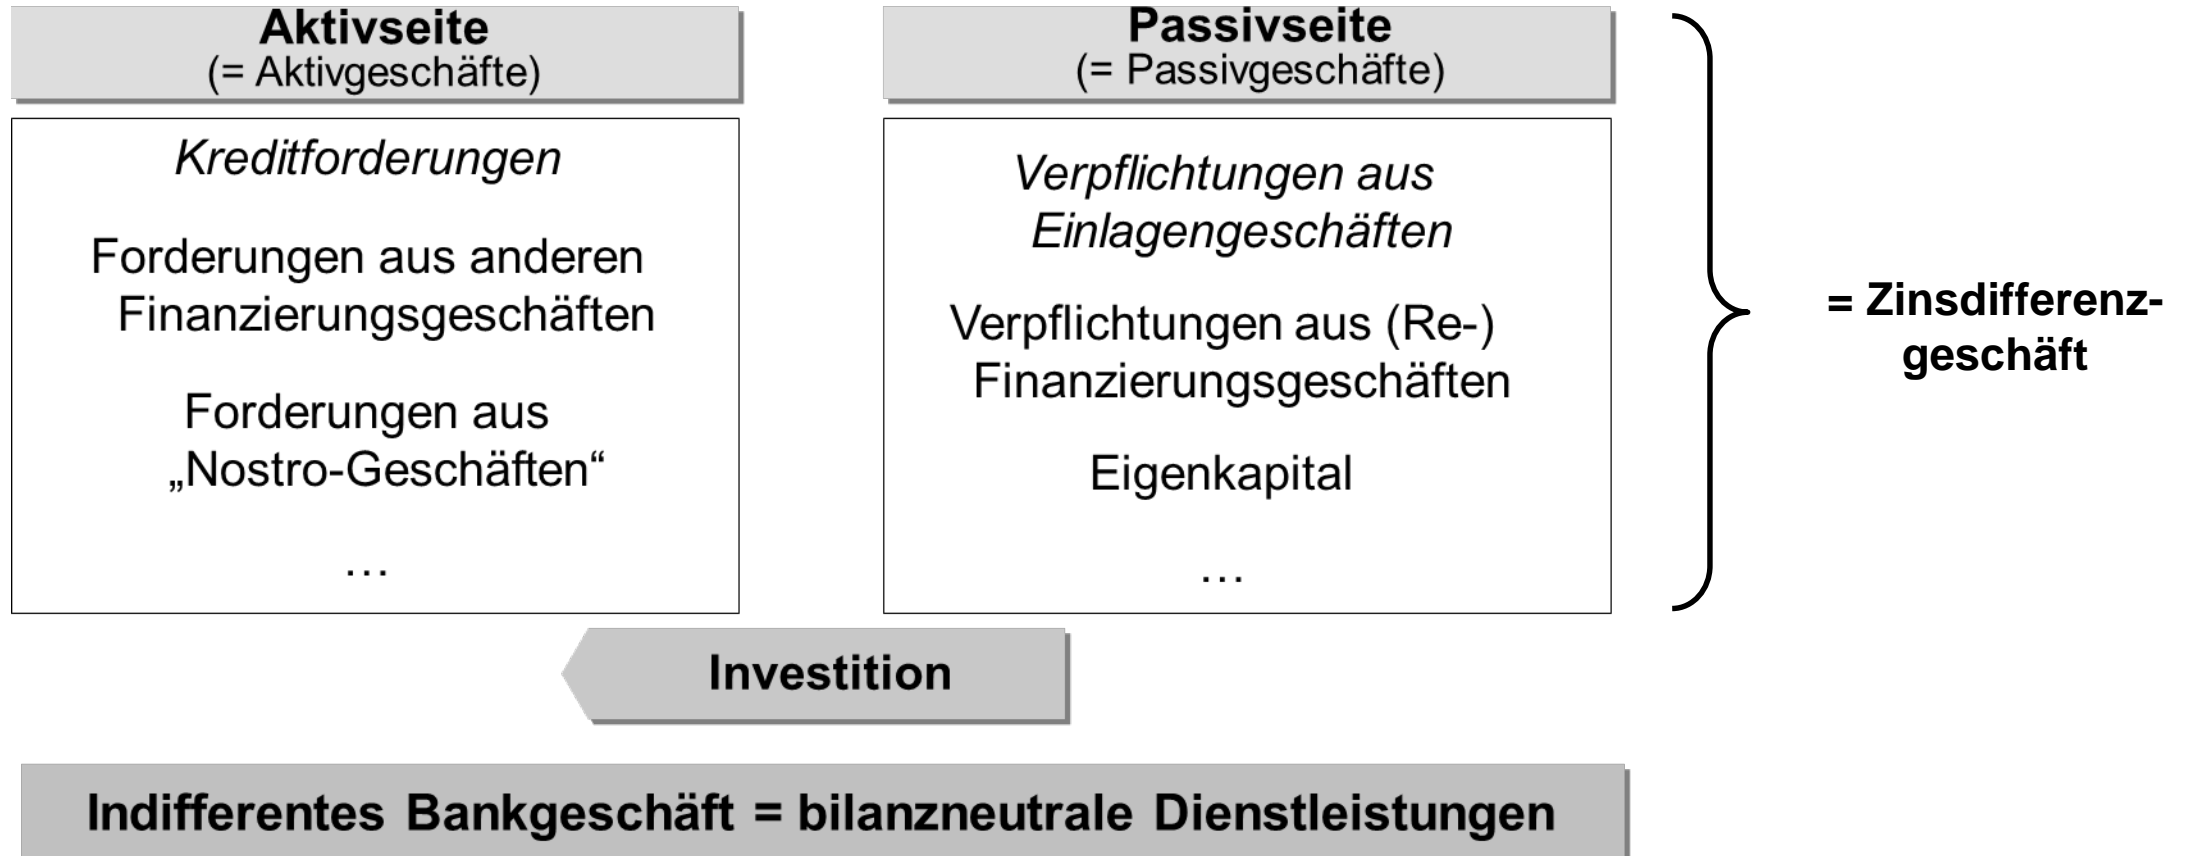 Aktivseite
(= Aktivgeschäfte)
Kreditforderungen
Forderungen aus anderen
Finanzierungsgeschäften
Forderungen aus
„Nostro-Geschäften“
…
Passivseite
(= Passivgeschäfte)
Verpflichtungen aus
Einlagengeschäften
Verpflichtungen aus (Re-)
Finanzierungsgeschäften
Eigenkapital
…
= Zinsdifferenz-
geschäft
Investition
Indifferentes Bankgeschäft = bilanzneutrale Dienstleistungen